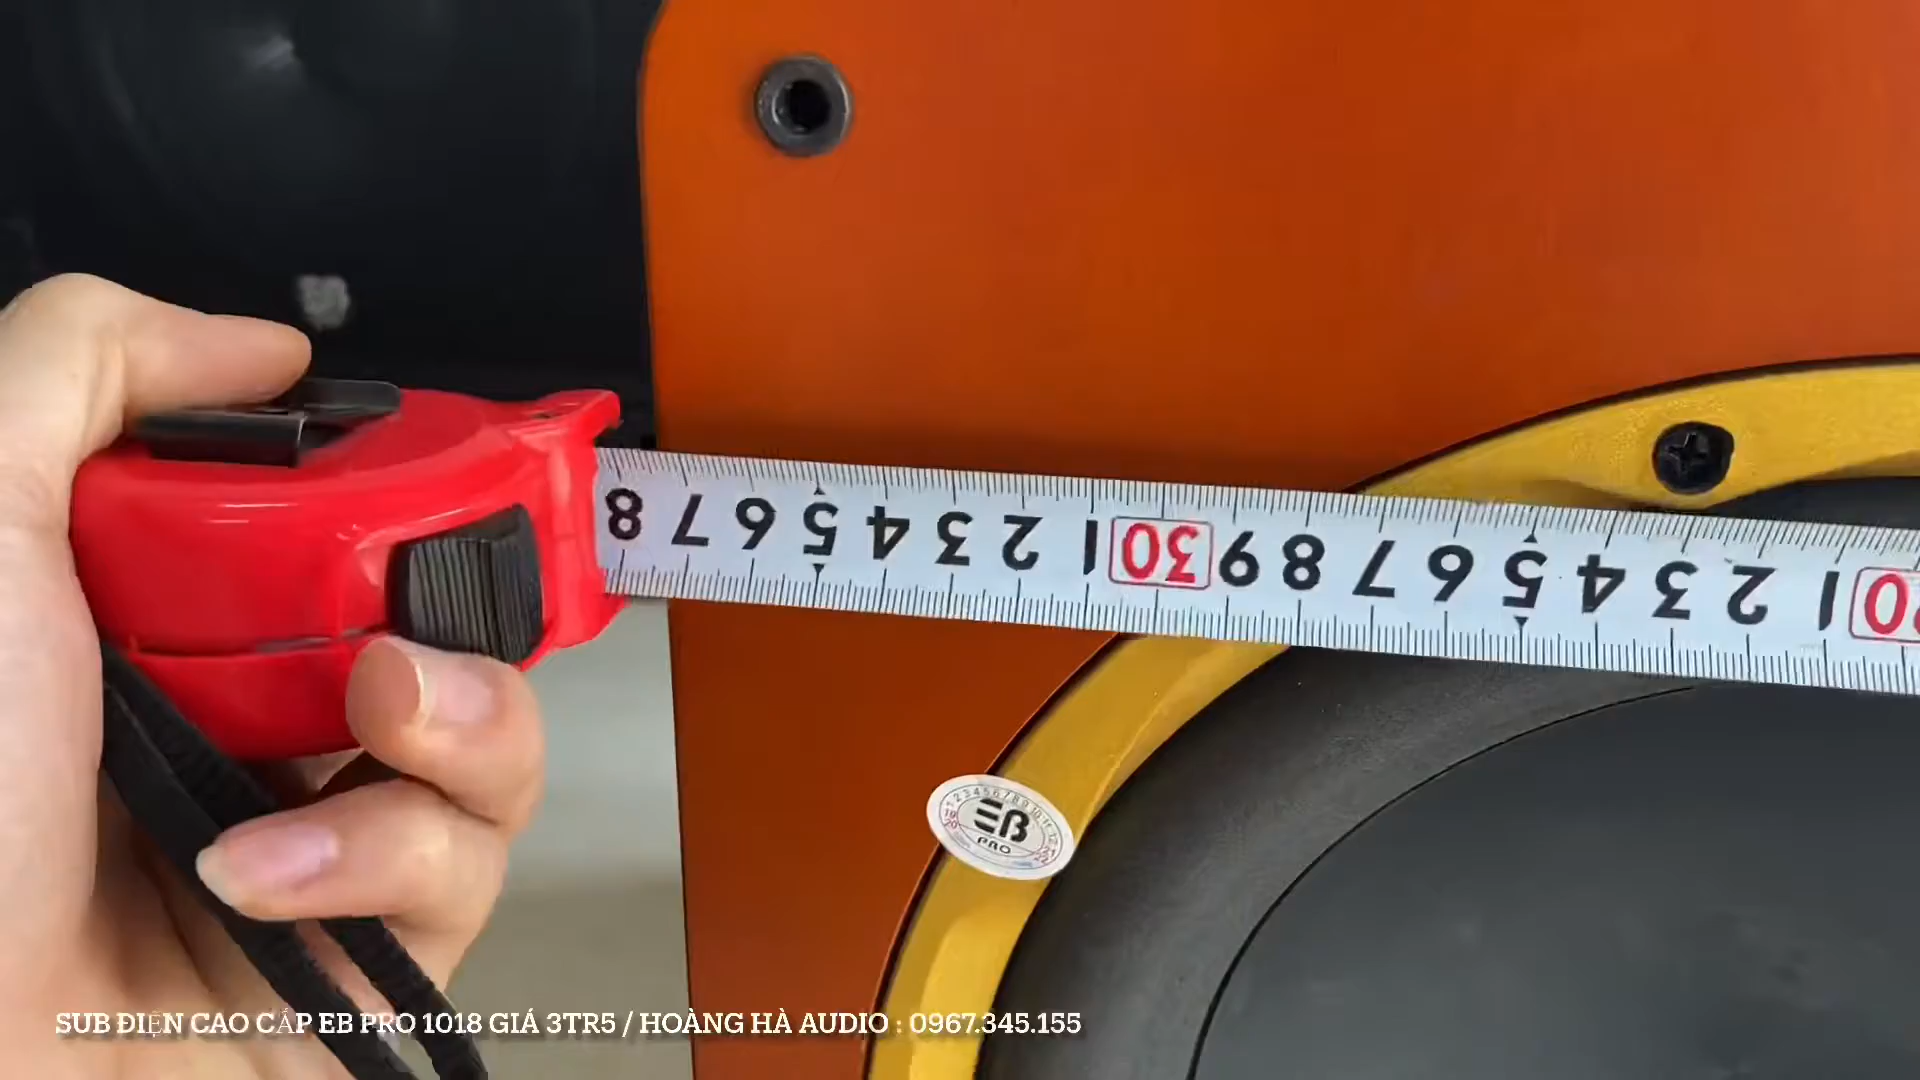 8 7 6 5 4 3 2 1 30 9 8 7 6 5 4 3 2 1 20
EB
PRO
SUB ĐIỆN CAO CẤP EB PRO 1018 GIÁ 3TR5 / HOÀNG HÀ AUDIO : 0967.345.155